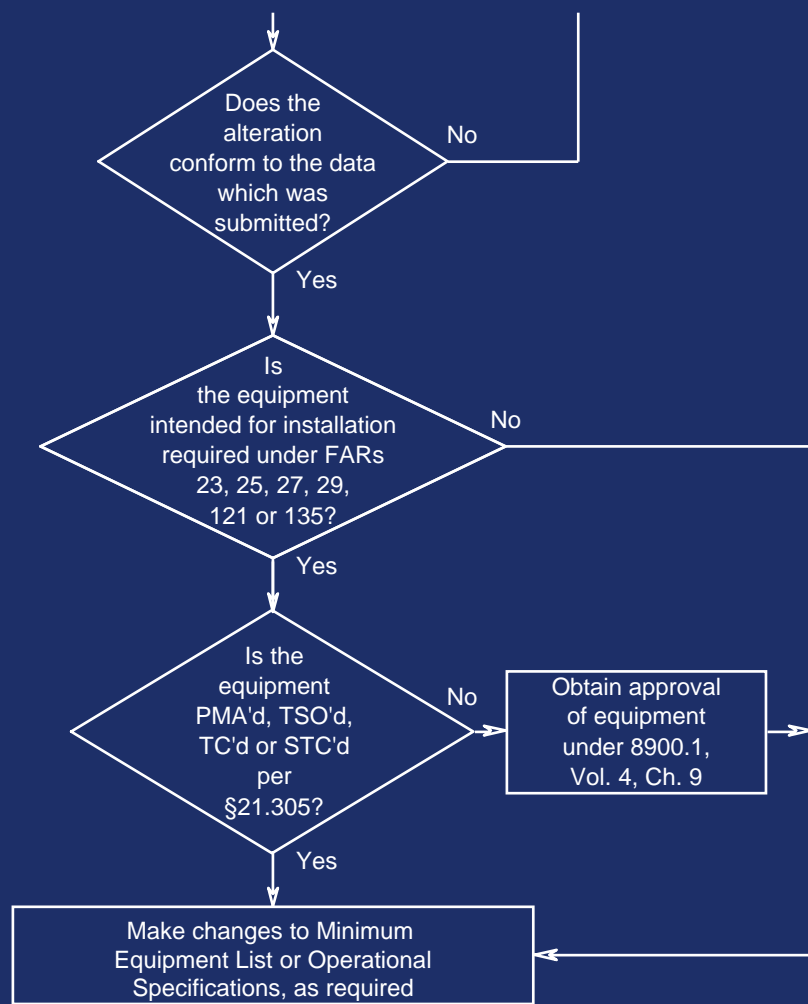 Does the
alteration
conform to the data
which was
submitted?
No
Yes
Is
the equipment
intended for installation
required under FARs
23, 25, 27, 29,
121 or 135?
No
Yes
Is the
equipment
PMA'd, TSO'd,
TC'd or STC'd
per
§21.305?
No
Obtain approval
of equipment
under 8900.1,
Vol. 4, Ch. 9
Yes
Make changes to Minimum
Equipment List or Operational
Specifications, as required